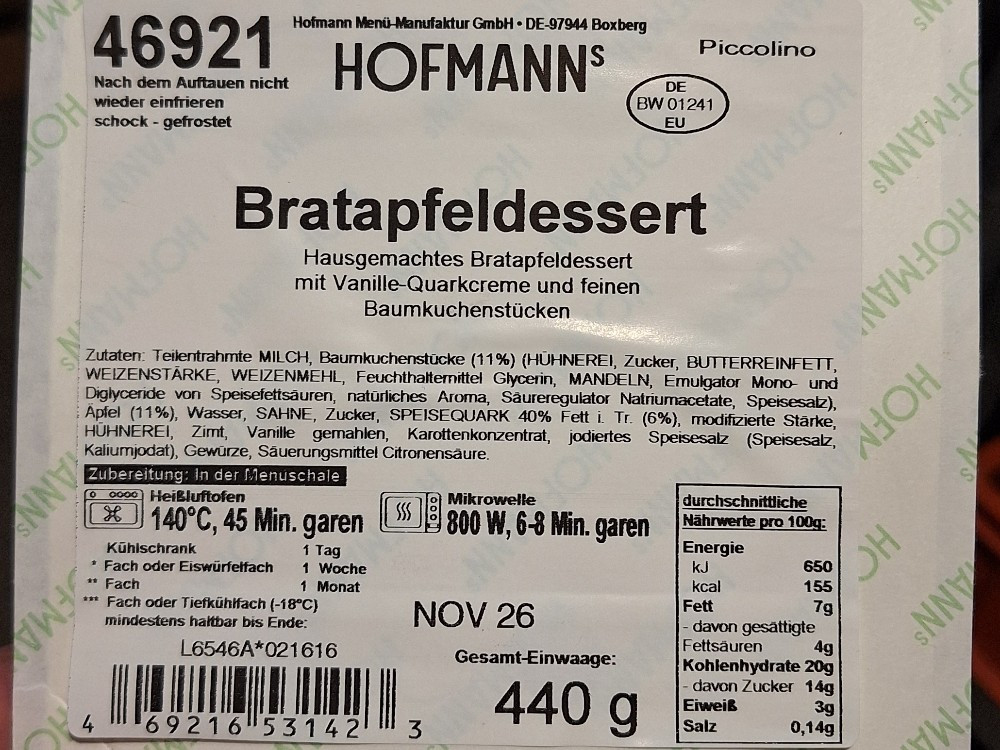 46921
Nach dem Auftauen nicht
wieder einfrieren
schock - gefrostet
Hofmann Menü-Manufaktur GmbH • DE-97944 Boxberg
HOFMANNs
Piccolino
DE
BW 01241
EU
Bratapfeldessert
Hausgemachtes Bratapfeldessert
mit Vanille-Quarkcreme und feinen
Baumkuchenstücken
Zutaten: Teilentrahmte MILCH, Baumkuchenstücke (11%) (HÜHNEREI, Zucker, BUTTERREINFETT,
WEIZENSTÄRKE, WEIZENMEHL, Feuchthaltemittel Glycerin, MANDELN, Emulgator Mono- und
Diglyceride von Speisefettsäuren, natürliches Aroma, Säureregulator Natriumacetate, Speisesalz),
Äpfel (11%), Wasser, SAHNE, Zucker, SPEISEQUARK 40% Fett i. Tr. (6%), modifizierte Stärke,
HÜHNEREI, Zimt, Vanille gemahlen, Karottenkonzentrat, jodiertes Speisesalz (Speisesalz,
Kaliumjodat), Gewürze, Säuerungsmittel Citronensäure.
Zubereitung: In der Menuschale
Heißluftofen
140°C, 45 Min. garen
Mikrowelle
800 W, 6-8 Min. garen
Kühlschrank 1 Tag
* Fach oder Eiswürfelfach 1 Woche
** Fach 1 Monat
*** Fach oder Tiefkühlfach (-18°C)
mindestens haltbar bis Ende:
NOV 26
L6546A*021616
4 69216 53142 3
Gesamt-Einwaage:
440 g
durchschnittliche
Nährwerte pro 100g:
Energie
kJ 650
kcal 155
Fett 7g
- davon gesättigte
Fettsäuren 4g
Kohlenhydrate 20g
- davon Zucker 14g
Eiweiß 3g
Salz 0,14g